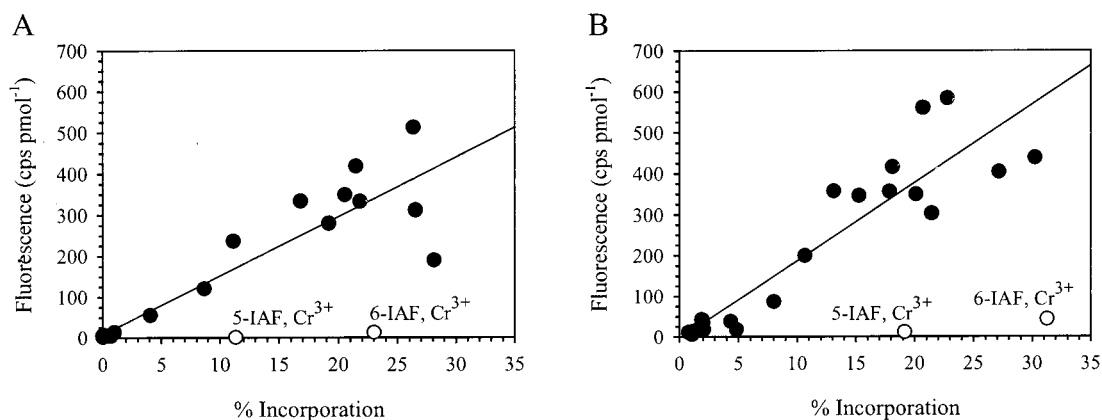 A
700
600
500
400
300
200
100
0
Fluorescence (cps pmol⁻¹)
5-IAF, Cr³⁺
6-IAF, Cr³⁺
0 5 10 15 20 25 30 35
% Incorporation
B
700
600
500
400
300
200
100
0
Fluorescence (cps pmol⁻¹)
5-IAF, Cr³⁺
6-IAF, Cr³⁺
0 5 10 15 20 25 30 35
% Incorporation